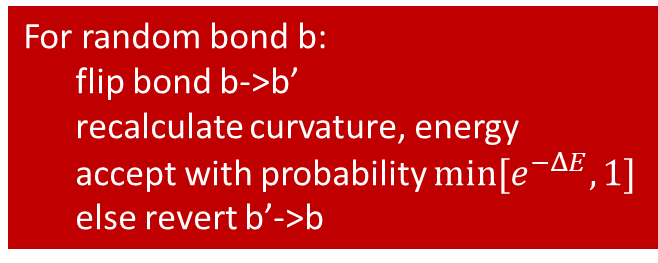 For random bond b:
flip bond b->b’
recalculate curvature, energy
accept with probability min[e^{−ΔE}, 1]
else revert b’->b